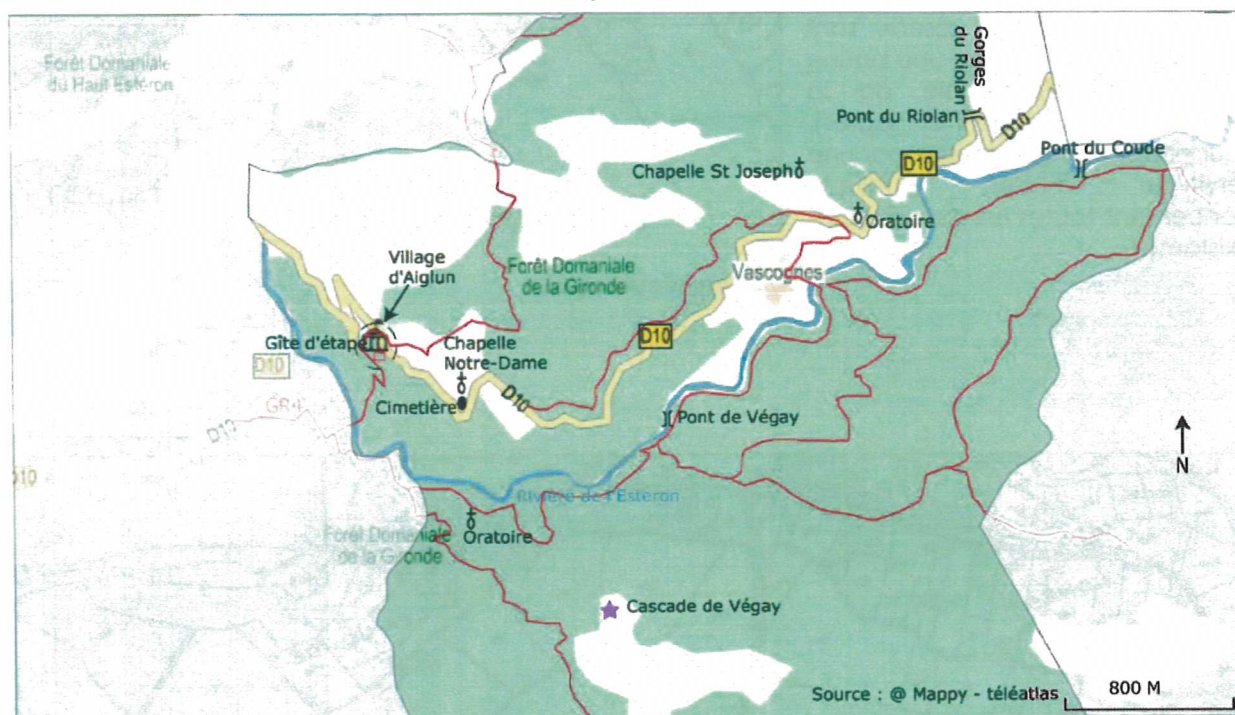 Forêt Domaniale
du Haut Estéron
Gorges
du Riolan
Pont du Riolan
D10
Pont du Coude
D10
Chapelle St Joseph
Oratoire
Village
d'Aiglun
Forêt Domaniale
de la Gironde
Vascognes
Gîte d'étape
D10
Chapelle
Notre-Dame
D10
Cimetière
D10
GR4
D10
Pont de Végay
N
D10
Rivière de l'Esteron
Oratoire
Forêt Domaniale
de la Gironde
Cascade de Végay
Source : @ Mappy - téléatlas
800 M